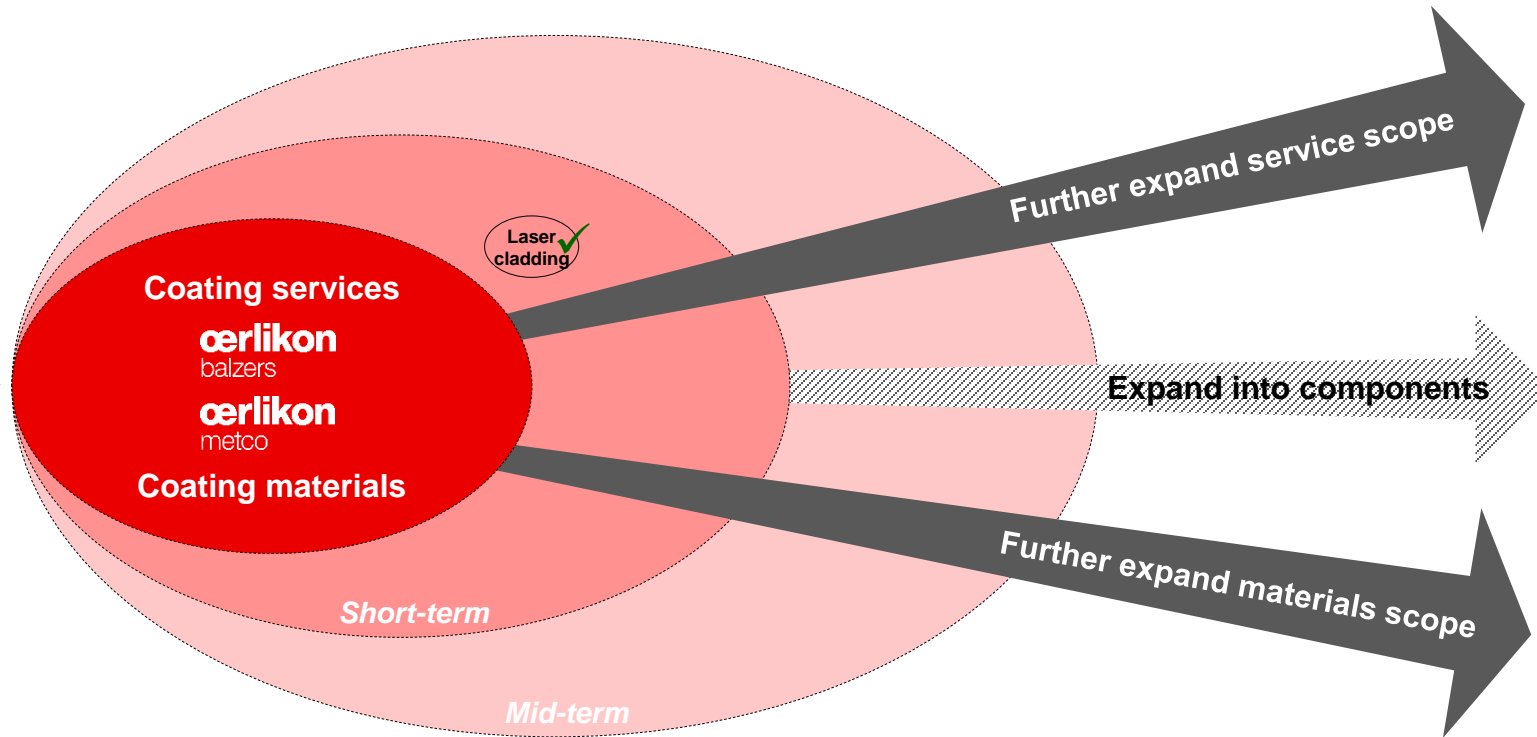 Further expand service scope
Laser
cladding
Coating services
œrlikon
balzers
Expand into components
œrlikon
metco
Coating materials
Further expand materials scope
Short-term
Mid-term